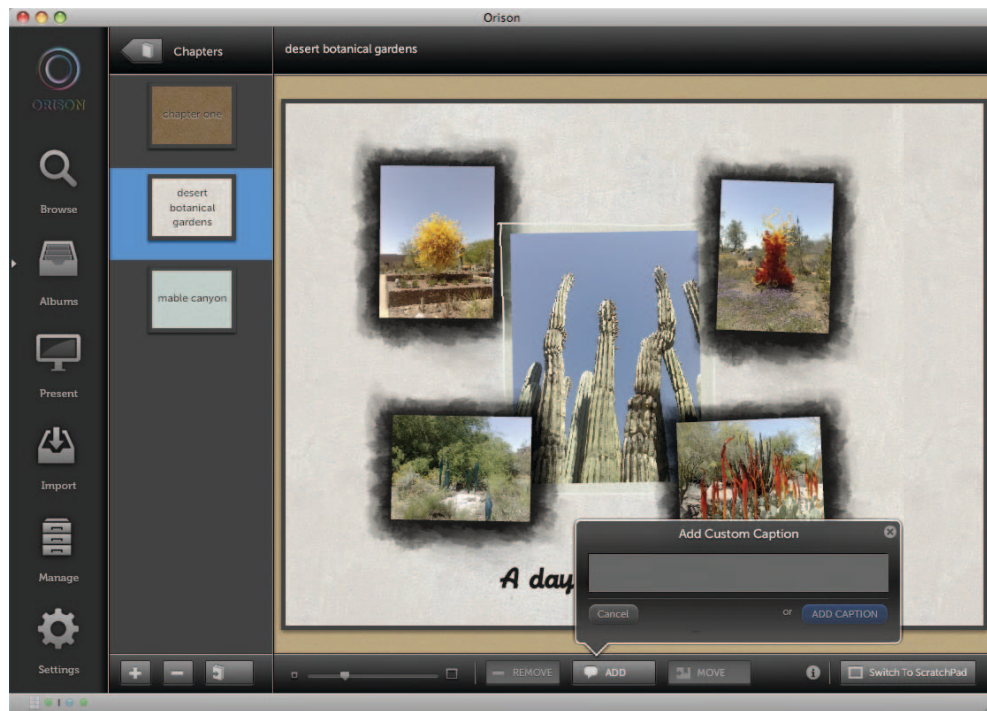 Orison
ORISON
Browse
Albums
Present
Import
Manage
Settings
Chapters
chapter one
desert
botanical
gardens
mable canyon
desert botanical gardens
A day
Add Custom Caption
Cancel
or
ADD CAPTION
REMOVE
ADD
MOVE
Switch To ScratchPad